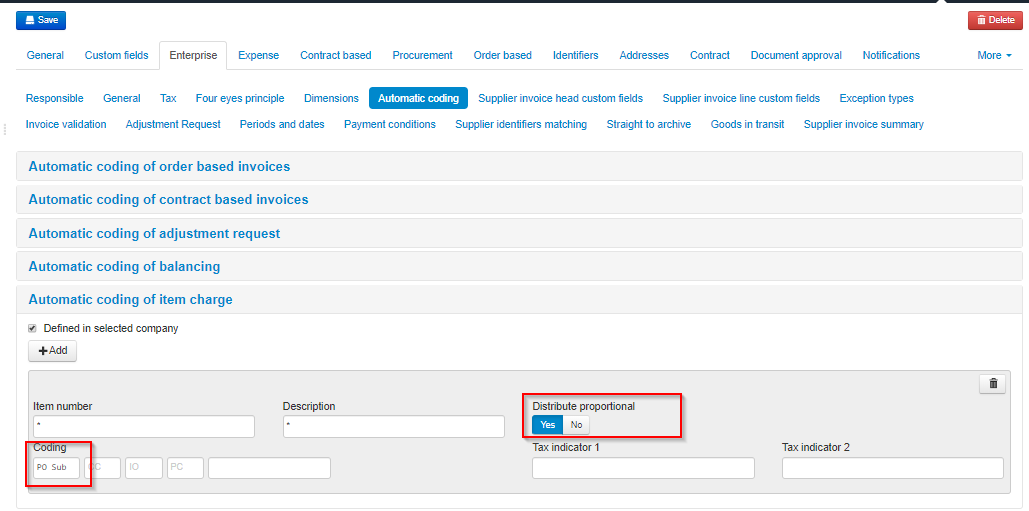 Save Delete
General Custom fields Enterprise Expense Contract based Procurement Order based Identifiers Addresses Contract Document approval Notifications More
Responsible General Tax Four eyes principle Dimensions Automatic coding Supplier invoice head custom fields Supplier invoice line custom fields Exception types
Invoice validation Adjustment Request Periods and dates Payment conditions Supplier identifiers matching Straight to archive Goods in transit Supplier invoice summary
Automatic coding of order based invoices
Automatic coding of contract based invoices
Automatic coding of adjustment request
Automatic coding of balancing
Automatic coding of item charge
Defined in selected company
+Add
Item number Description Distribute proportional
* * Yes No
Coding Tax indicator 1 Tax indicator 2
PO Sub CC IO PC